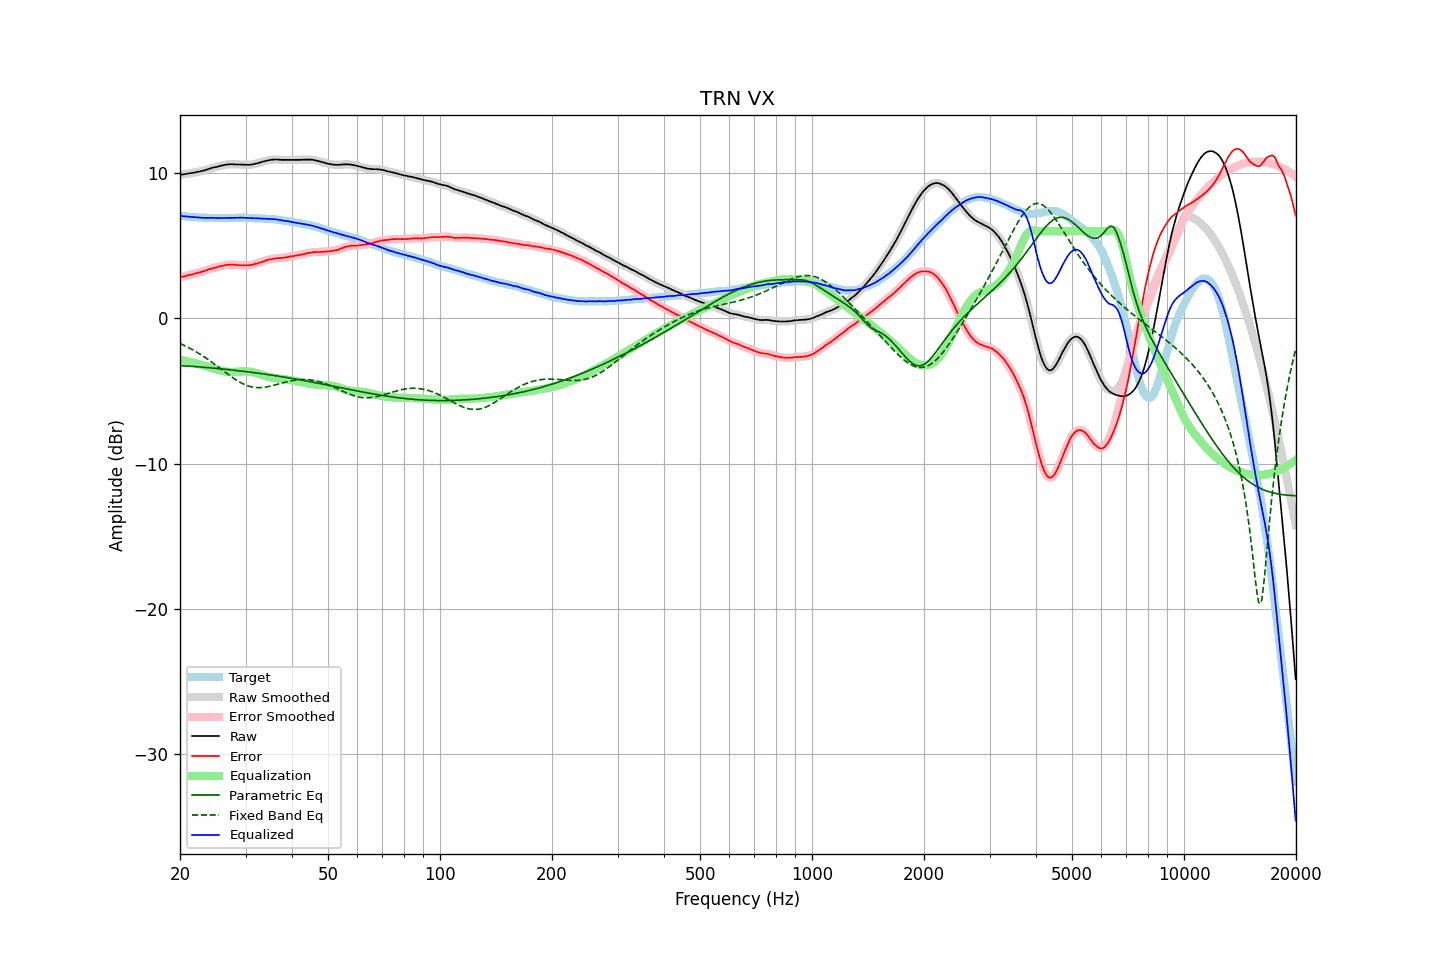 TRN VX
Amplitude (dBr)
10
0
−10
−20
−30
Target
Raw Smoothed
Error Smoothed
Raw
Error
Equalization
Parametric Eq
Fixed Band Eq
Equalized
20 50 100 200 500 1000 2000 5000 10000 20000
Frequency (Hz)